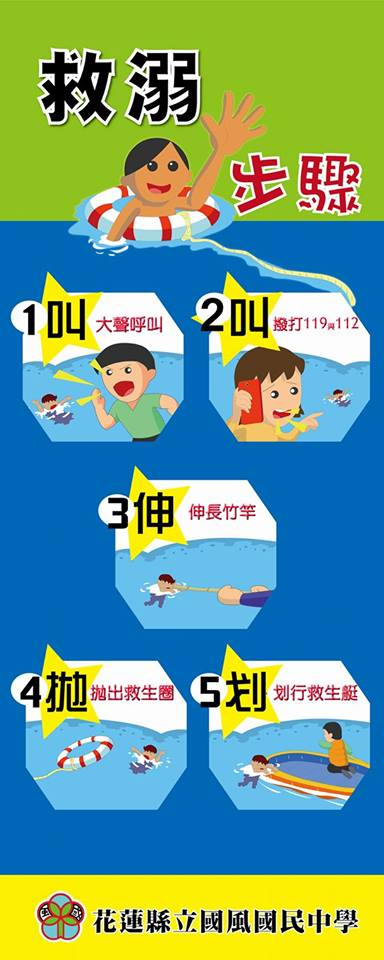 救溺
步驟
1叫 大聲呼叫
2叫 撥打119與112
3伸 伸長竹竿
4拋 拋出救生圈
5划 划行救生艇
花蓮縣立國風國民中學